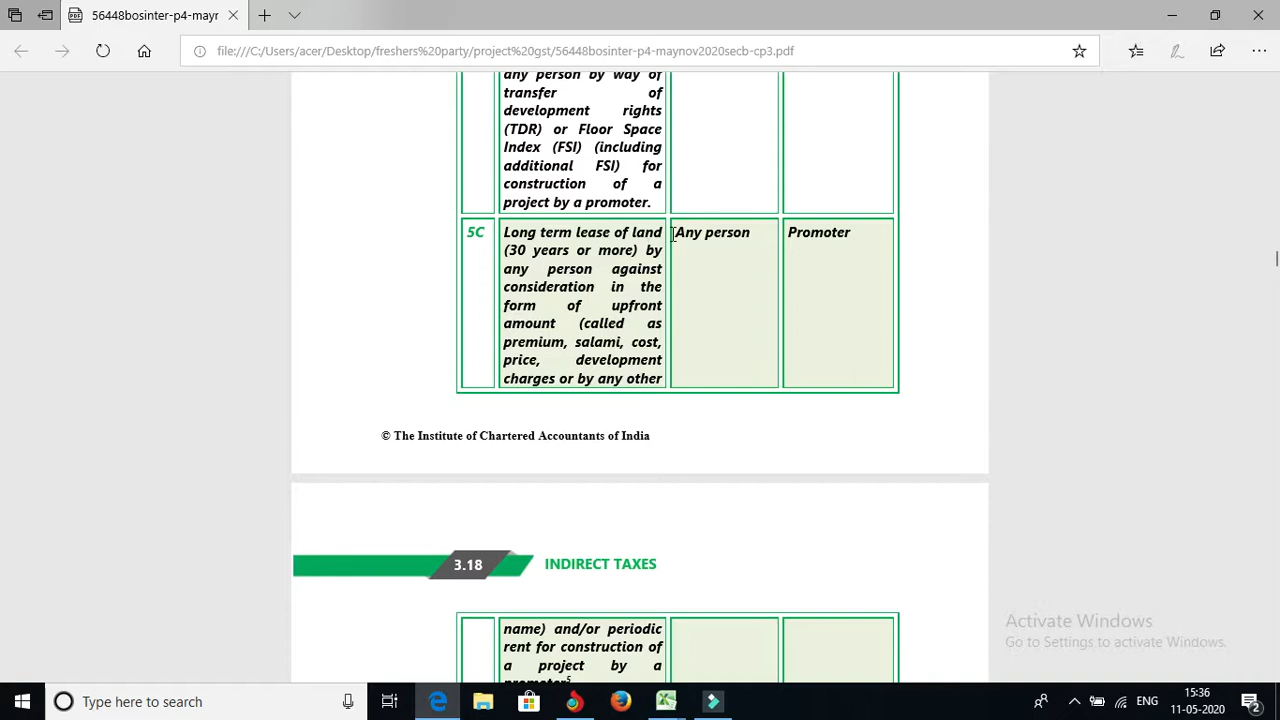 56448bosinter-p4-maynr
file:///C:/Users/acer/Desktop/freshers%20party/project%20gst/56448bosinter-p4-maynov2020secb-cp3.pdf
any person by way of
transfer of
development rights
(TDR) or Floor Space
Index (FSI) (including
additional FSI) for
construction of a
project by a promoter.
5C Long term lease of land Any person Promoter
(30 years or more) by
any person against
consideration in the
form of upfront
amount (called as
premium, salami, cost,
price, development
charges or by any other
© The Institute of Chartered Accountants of India
3.18 INDIRECT TAXES
name) and/or periodic
rent for construction of
a project by a
promoter5
Activate Windows
Go to Settings to activate Windows.
Type here to search
ENG
15:36
11-05-2020
2